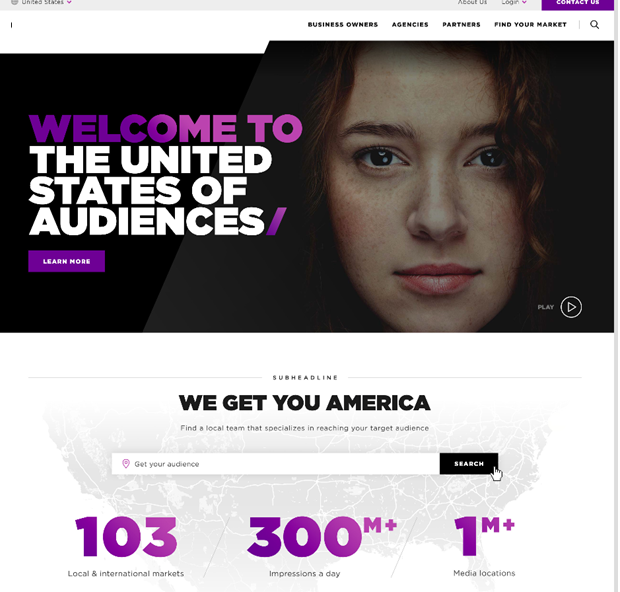 United States
About Us
Login
CONTACT US
BUSINESS OWNERS
AGENCIES
PARTNERS
FIND YOUR MARKET
WELCOME TO
THE UNITED
STATES OF
AUDIENCES/
LEARN MORE
PLAY
SUBHEADLINE
WE GET YOU AMERICA
Find a local team that specializes in reaching your target audience
Get your audience
SEARCH
103
300M+
1M+
Local & international markets
Impressions a day
Media locations